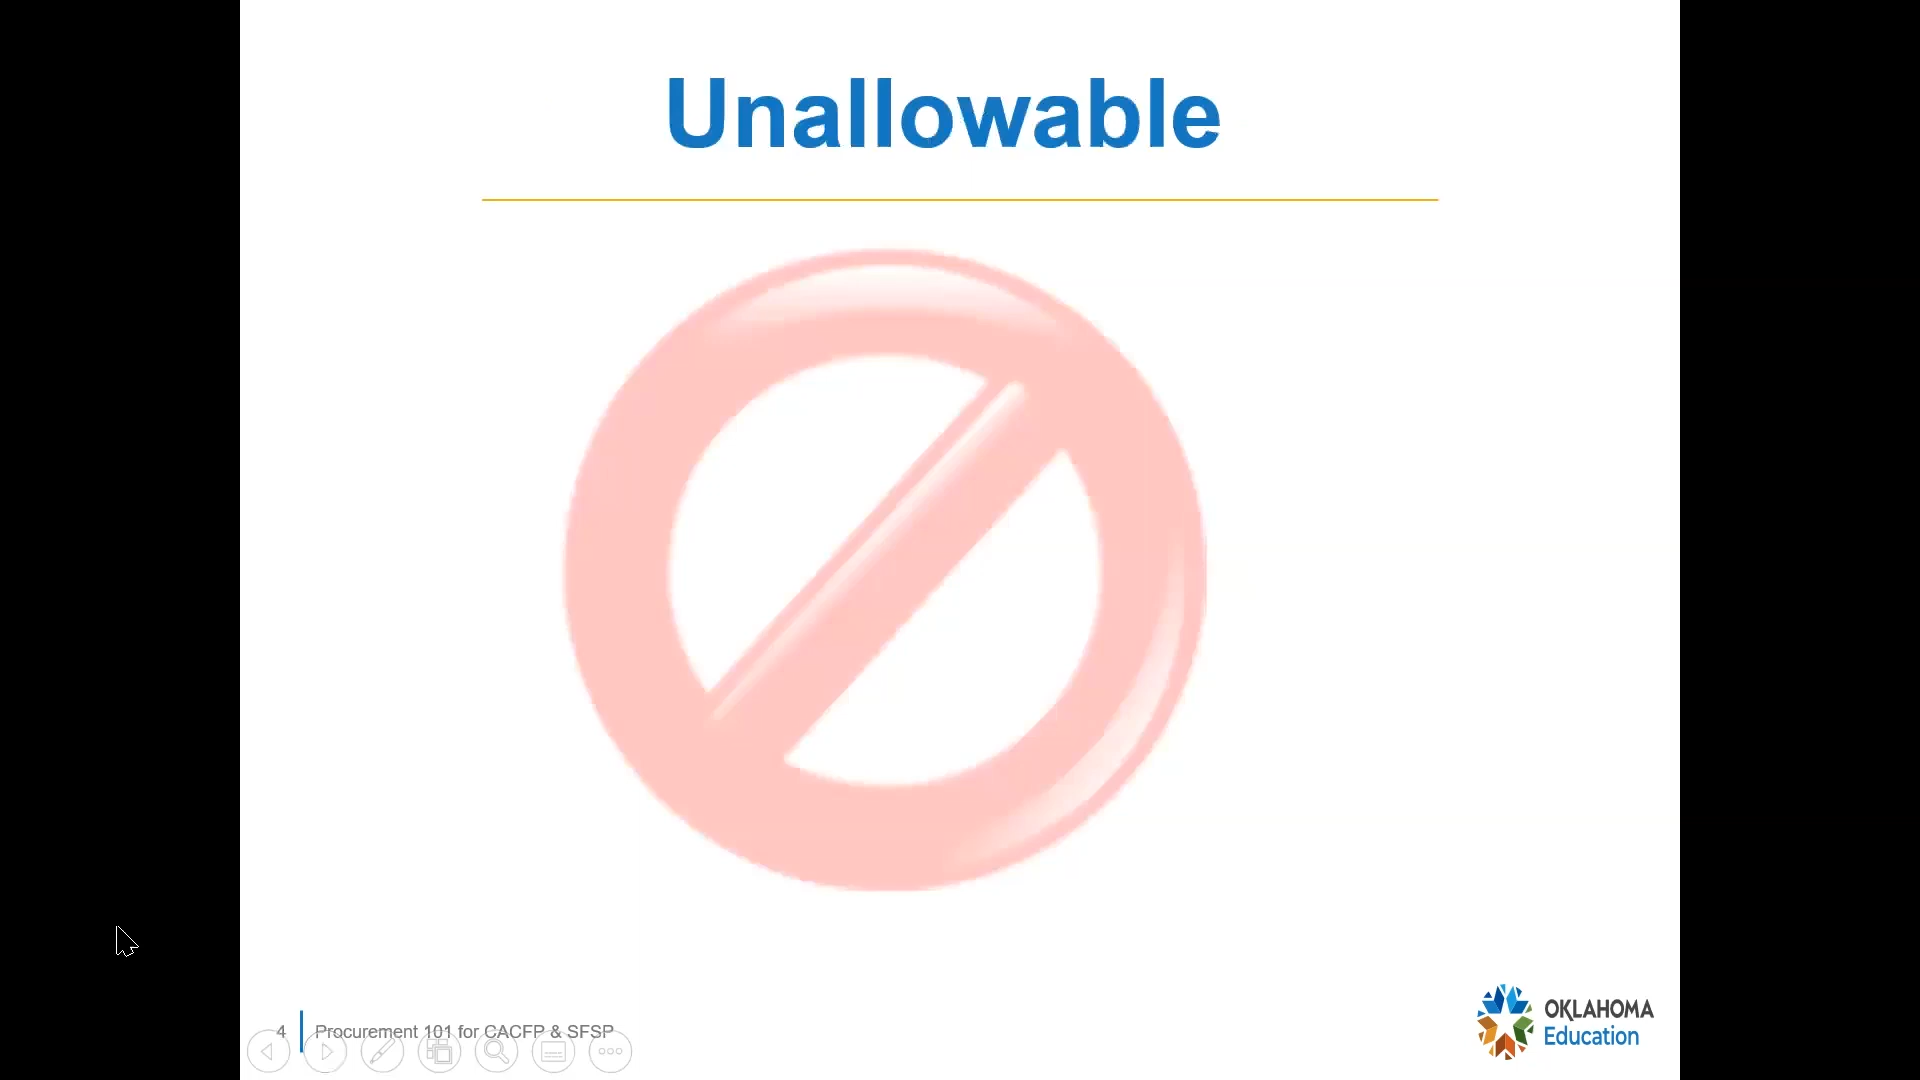 Unallowable
4
Procurement 101 for CACFP & SFSP
OKLAHOMA
Education